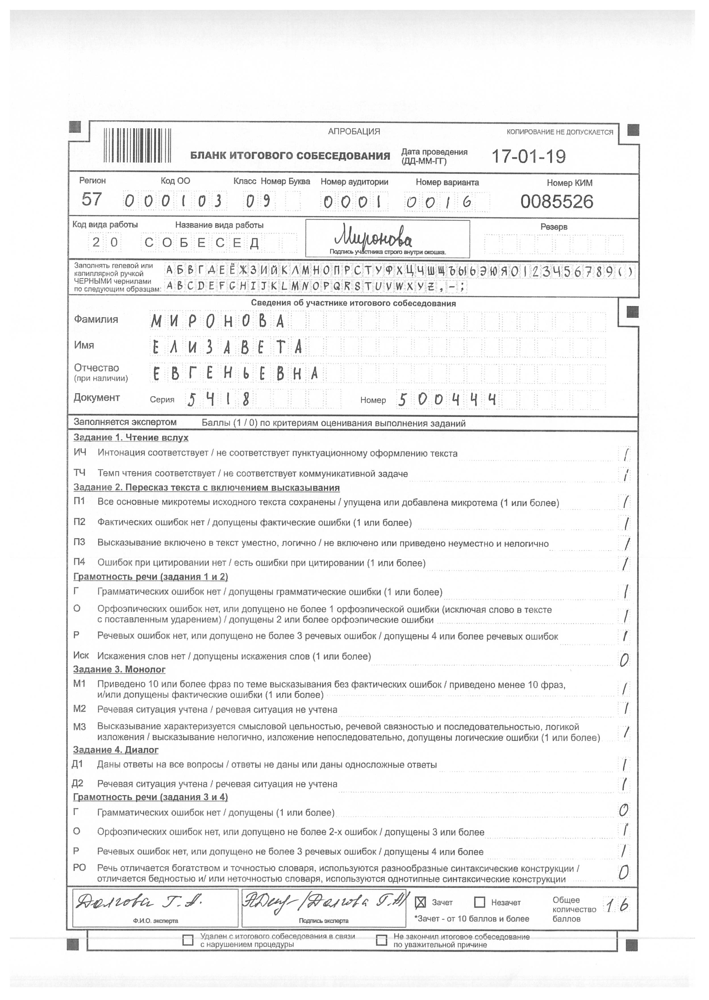 АПРОБАЦИЯ
КОПИРОВАНИЕ НЕ ДОПУСКАЕТСЯ
БЛАНК ИТОГОВОГО СОБЕСЕДОВАНИЯ
Дата проведения
(ДД-ММ-ГГ)
17-01-19
Регион Код ОО Класс Номер Буква Номер аудитории Номер варианта Номер КИМ
57 000103 09 0001 0016 0085526
Код вида работы Название вида работы Резерв
20 СОБЕСЕД
Миронова
Подпись участника строго внутри окошка.
Заполнять гелевой или
капиллярной ручкой
ЧЕРНЫМИ чернилами
по следующим образцам:
АБВГДЕЁЖЗИЙКЛМНОПРСТУФХЦЧШЩЪЫЬЭЮЯ0123456789()
ABCDEFGHIJKLMNOPQRSTUVWXYZ,-;
Сведения об участнике итогового собеседования
Фамилия МИРОНОВА
Имя ЕЛИЗАВЕТА
Отчество ЕВГЕНЬЕВНА
(при наличии)
Документ Серия 5418 Номер 500444
Заполняется экспертом Баллы (1 / 0) по критериям оценивания выполнения заданий
Задание 1. Чтение вслух
ИЧ Интонация соответствует / не соответствует пунктуационному оформлению текста 1
ТЧ Темп чтения соответствует / не соответствует коммуникативной задаче 1
Задание 2. Пересказ текста с включением высказывания
П1 Все основные микротемы исходного текста сохранены / упущена или добавлена микротема (1 или более) 1
П2 Фактических ошибок нет / допущены фактические ошибки (1 или более) 1
П3 Высказывание включено в текст уместно, логично / не включено или приведено неуместно и нелогично 1
П4 Ошибок при цитировании нет / есть ошибки при цитировании (1 или более) 1
Грамотность речи (задания 1 и 2)
Г Грамматических ошибок нет / допущены грамматические ошибки (1 или более) 1
О Орфоэпических ошибок нет, или допущено не более 1 орфоэпической ошибки (исключая слово в тексте
с поставленным ударением) / допущены 2 или более орфоэпические ошибки 1
Р Речевых ошибок нет, или допущено не более 3 речевых ошибок / допущены 4 или более речевых ошибок 1
Иск Искажения слов нет / допущены искажения слов (1 или более) 0
Задание 3. Монолог
М1 Приведено 10 или более фраз по теме высказывания без фактических ошибок / приведено менее 10 фраз,
и/или допущены фактические ошибки (1 или более) 1
М2 Речевая ситуация учтена / речевая ситуация не учтена 1
М3 Высказывание характеризуется смысловой цельностью, речевой связностью и последовательностью, логикой
изложения / высказывание нелогично, изложение непоследовательно, допущены логические ошибки (1 или более) 1
Задание 4. Диалог
Д1 Даны ответы на все вопросы / ответы не даны или даны односложные ответы 1
Д2 Речевая ситуация учтена / речевая ситуация не учтена 1
Грамотность речи (задания 3 и 4)
Г Грамматических ошибок нет / допущены (1 или более) 0
О Орфоэпических ошибок нет, или допущено не более 2-х ошибок / допущены 3 или более 1
Р Речевых ошибок нет, или допущено не более 3 речевых ошибок / допущены 4 или более 1
РО Речь отличается богатством и точностью словаря, используются разнообразные синтаксические конструкции /
отличается бедностью и/ или неточностью словаря, используются однотипные синтаксические конструкции 0
Долгова Г. А.
Ф.И.О. эксперта
/Долгова Г.А/
Подпись эксперта
Зачет Незачет
*Зачет - от 10 баллов и более
Общее
количество
баллов
16
Удален с итогового собеседования в связи
с нарушением процедуры
Не закончил итоговое собеседование
по уважительной причине